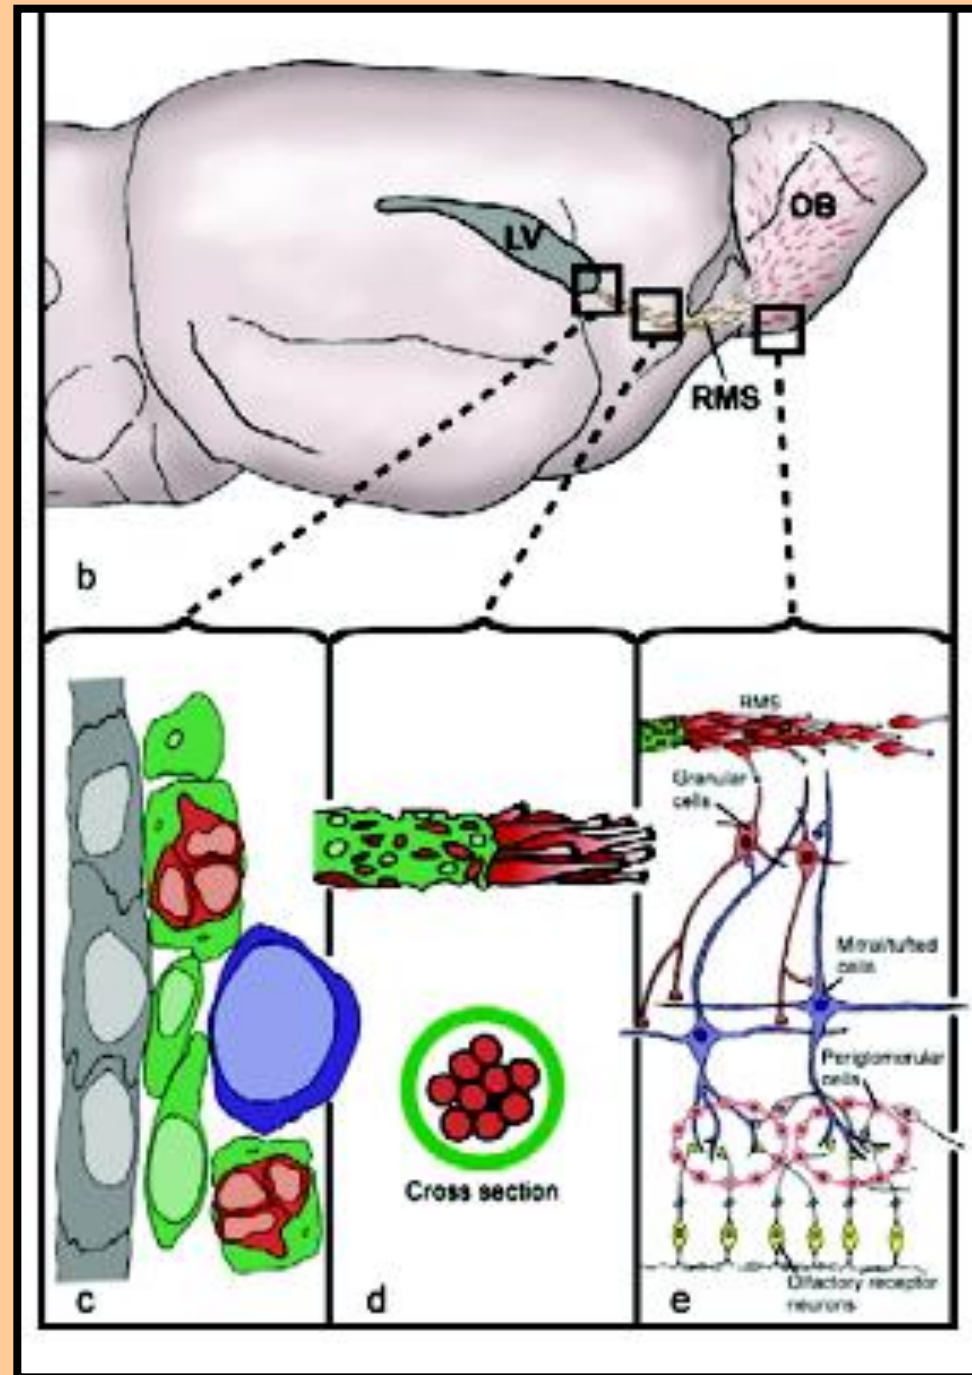 LV
OB
RMS
b
RMS
Granular
cells
Mitral/tufted
cells
Periglomerular
cells
Cross section
Olfactory receptor
neurons
c
d
e